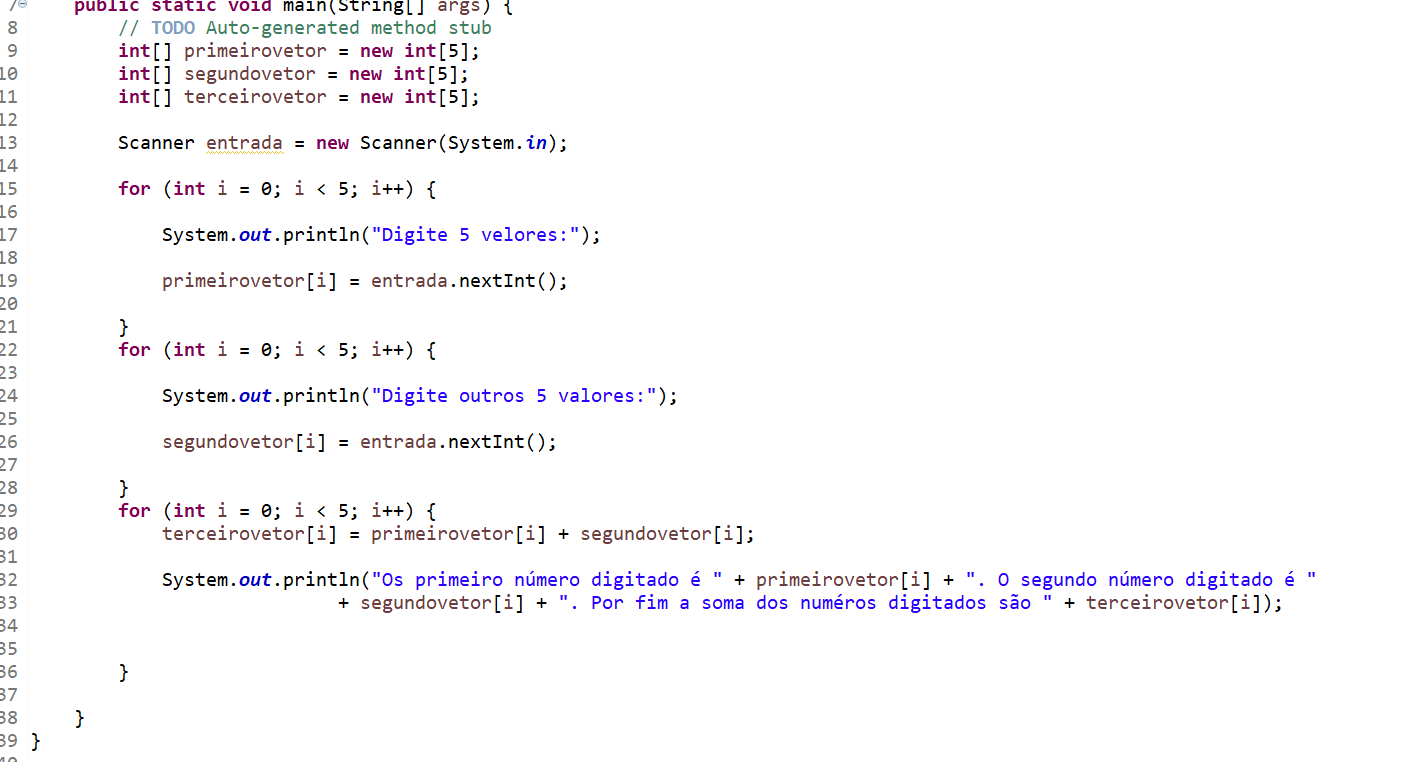 7 public static void main(String[] args) {
8 // TODO Auto-generated method stub
9 int[] primeirovetor = new int[5];
10 int[] segundovetor = new int[5];
11 int[] terceirovetor = new int[5];
12
13 Scanner entrada = new Scanner(System.in);
14
15 for (int i = 0; i < 5; i++) {
16
17 System.out.println("Digite 5 velores:");
18
19 primeirovetor[i] = entrada.nextInt();
20
21 }
22 for (int i = 0; i < 5; i++) {
23
24 System.out.println("Digite outros 5 valores:");
25
26 segundovetor[i] = entrada.nextInt();
27
28 }
29 for (int i = 0; i < 5; i++) {
30 terceirovetor[i] = primeirovetor[i] + segundovetor[i];
31
32 System.out.println("Os primeiro número digitado é " + primeirovetor[i] + ". O segundo número digitado é "
33 + segundovetor[i] + ". Por fim a soma dos numéros digitados são " + terceirovetor[i]);
34
35
36 }
37
38 }
39 }
40